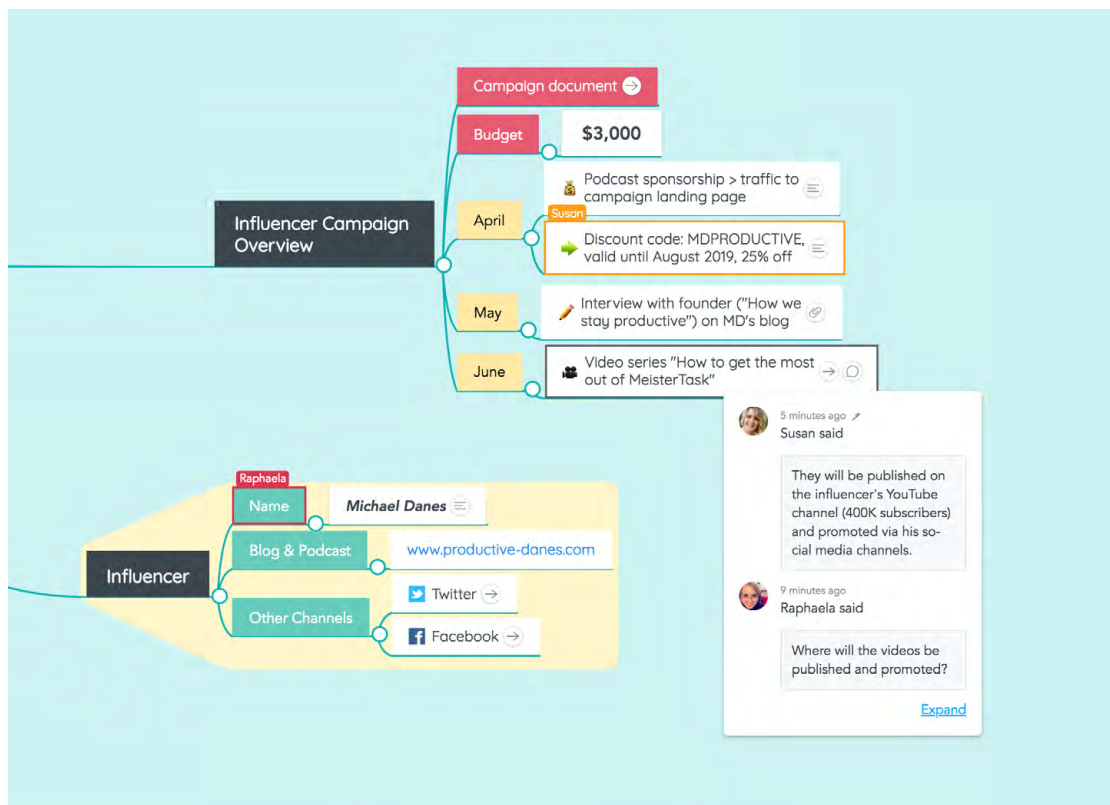 Campaign document
Budget
$3,000
Influencer Campaign
Overview
April
Podcast sponsorship > traffic to
campaign landing page
Susan
Discount code: MDPRODUCTIVE,
valid until August 2019, 25% off
May
Interview with founder ("How we
stay productive") on MD's blog
June
Video series "How to get the most
out of MeisterTask"
5 minutes ago
Susan said
They will be published on
the influencer's YouTube
channel (400K subscribers)
and promoted via his so-
cial media channels.
9 minutes ago
Raphaela said
Where will the videos be
published and promoted?
Expand
Influencer
Raphaela
Name
Michael Danes
Blog & Podcast
www.productive-danes.com
Other Channels
Twitter
Facebook